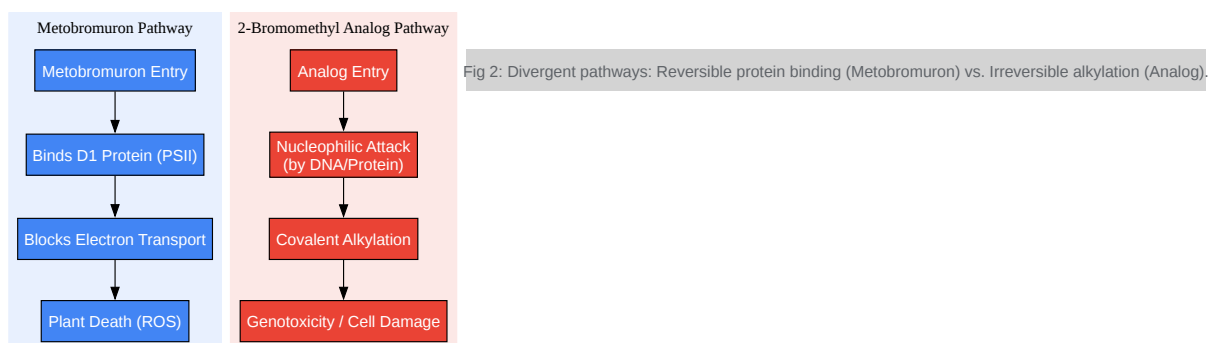 Metobromuron Pathway
Metobromuron Entry
Binds D1 Protein (PSII)
Blocks Electron Transport
Plant Death (ROS)
2-Bromomethyl Analog Pathway
Analog Entry
Nucleophilic Attack
(by DNA/Protein)
Covalent Alkylation
Genotoxicity / Cell Damage
Fig 2: Divergent pathways: Reversible protein binding (Metobromuron) vs. Irreversible alkylation (Analog).